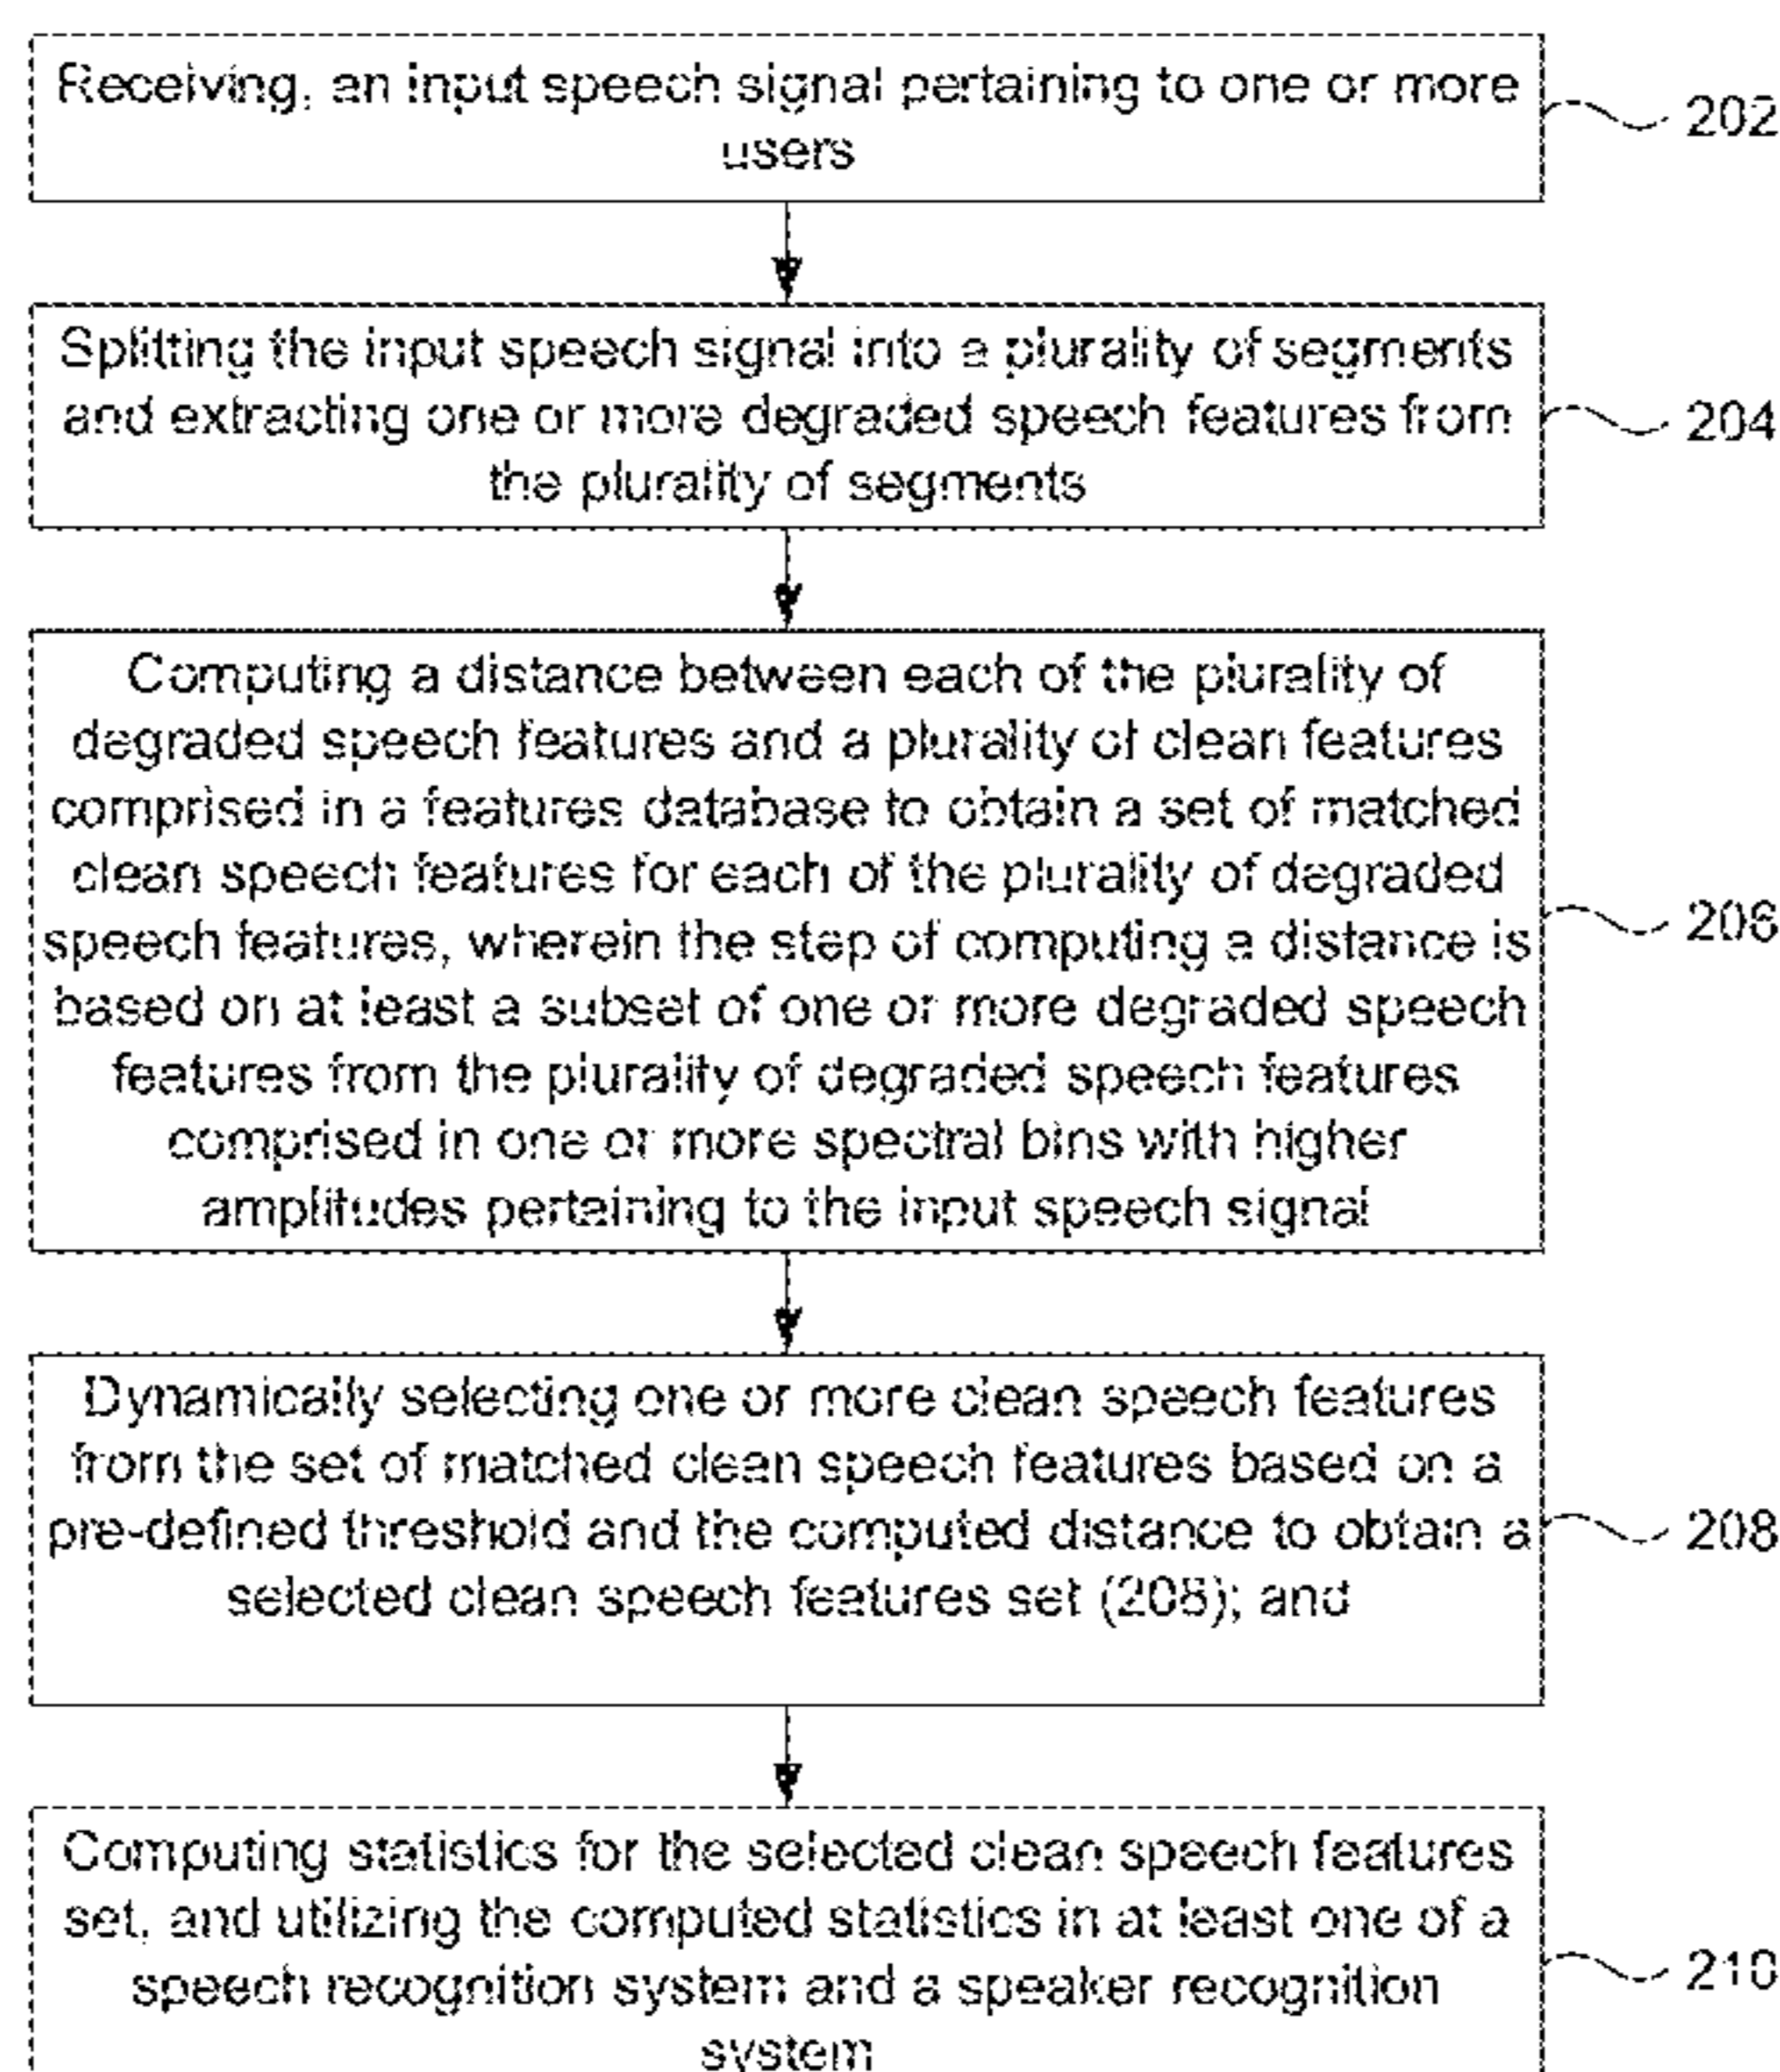 Receiving, an input speech signal pertaining to one or more
users
202
Splitting the input speech signal into a plurality of segments
and extracting one or more degraded speech features from
the plurality of segments
204
Computing a distance between each of the plurality of
degraded speech features and a plurality of clean features
comprised in a features database to obtain a set of matched
clean speech features for each of the plurality of degraded
speech features, wherein the step of computing a distance is
based on at least a subset of one or more degraded speech
features from the plurality of degraded speech features
comprised in one or more spectral bins with higher
amplitudes pertaining to the input speech signal
206
Dynamically selecting one or more clean speech features
from the set of matched clean speech features based on a
pre-defined threshold and the computed distance to obtain a
selected clean speech features set (208); and
208
Computing statistics for the selected clean speech features
set, and utilizing the computed statistics in at least one of a
speech recognition system and a speaker recognition
system
210